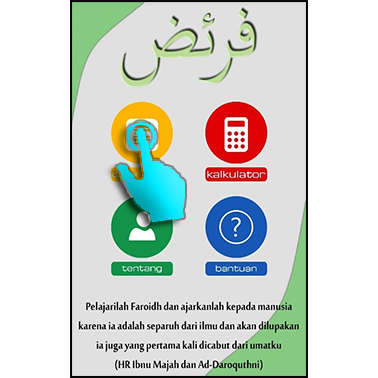 فرئض
kalkulator
tentang
bantuan
Pelajarilah Faroidh dan ajarkanlah kepada manusia
karena ia adalah separuh dari ilmu dan akan dilupakan
ia juga yang pertama kali dicabut dari umatku
(HR Ibnu Majah dan Ad-Daroquthni)